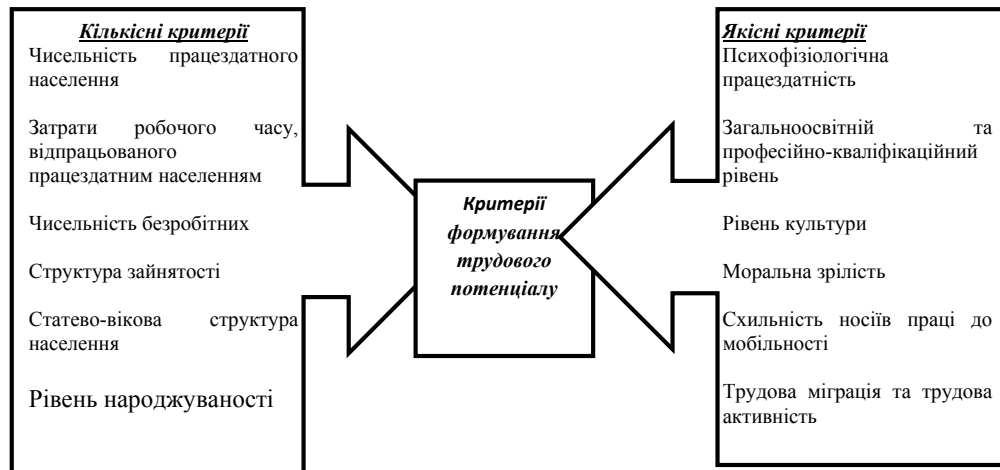 Кількісні критерії
Чисельність працездатного
населення
Затрати робочого часу,
відпрацьованого
працездатним населенням
Чисельність безробітних
Структура зайнятості
Статево-вікова структура
населення
Рівень народжуваності
Критерії
формування
трудового
потенціалу
Якісні критерії
Психофізіологічна
працездатність
Загальноосвітній та
професійно-кваліфікаційний
рівень
Рівень культури
Моральна зрілість
Схильність носіїв праці до
мобільності
Трудова міграція та трудова
активність